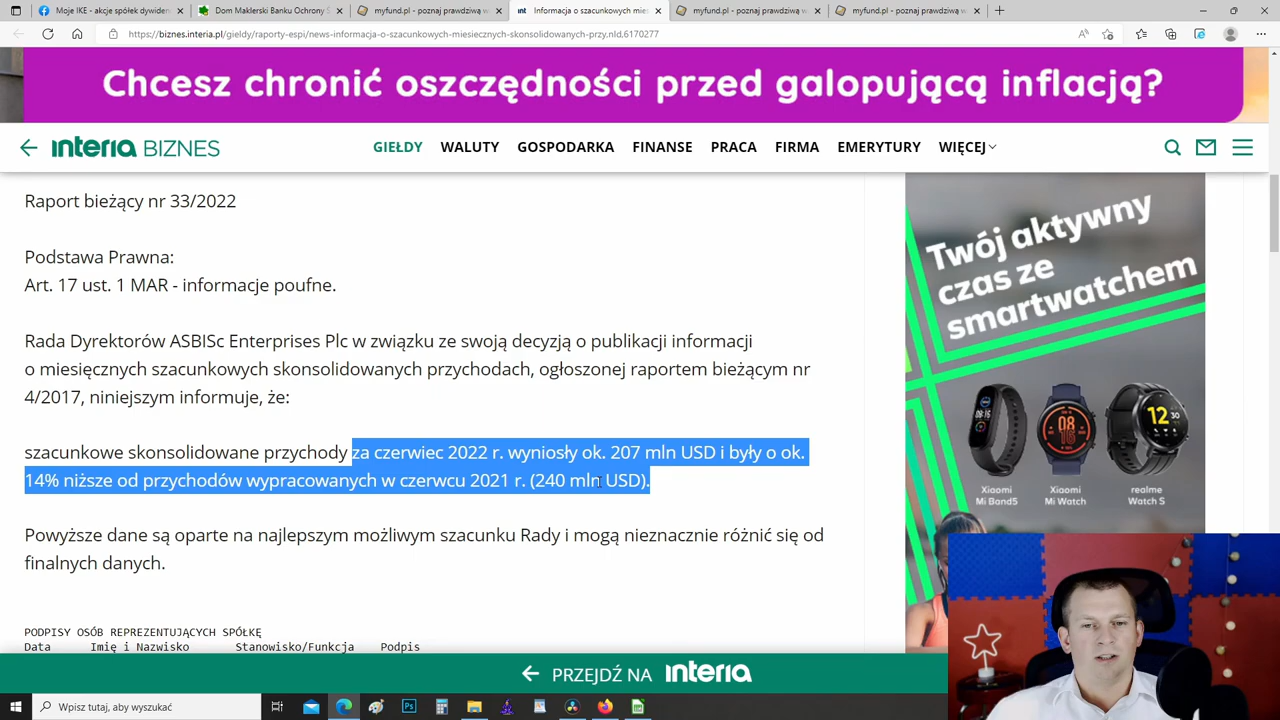 Moje IKE - akcje spółek dywiden
Dom Maklerski Banku Ochrony Ś
myfund.pl - poznaj prawdziwą w
Informacja o szacunkowych mies
myfund.pl - poznaj prawdziwą w
myfund.pl - poznaj prawdziwą w
https://biznes.interia.pl/gieldy/raporty-espi/news-informacja-o-szacunkowych-miesiecznych-skonsolidowanych-przy,nld,6170277
Chcesz chronić oszczędności przed galopującą inflacją?
interia BIZNES
GIEŁDY WALUTY GOSPODARKA FINANSE PRACA FIRMA EMERYTURY WIĘCEJ
Raport bieżący nr 33/2022
Podstawa Prawna:
Art. 17 ust. 1 MAR - informacje poufne.
Rada Dyrektorów ASBISc Enterprises Plc w związku ze swoją decyzją o publikacji informacji
o miesięcznych szacunkowych skonsolidowanych przychodach, ogłoszonej raportem bieżącym nr
4/2017, niniejszym informuje, że:
szacunkowe skonsolidowane przychody za czerwiec 2022 r. wyniosły ok. 207 mln USD i były o ok.
14% niższe od przychodów wypracowanych w czerwcu 2021 r. (240 mln USD).
Powyższe dane są oparte na najlepszym możliwym szacunku Rady i mogą nieznacznie różnić się od
finalnych danych.
PODPISY OSÓB REPREZENTUJĄCYCH SPÓŁKĘ
Data Imię i Nazwisko Stanowisko/Funkcja Podpis
Twój aktywny
czas ze
smartwatchem
Xiaomi
Mi Band5
Xiaomi
Mi Watch
realme
Watch S
PRZEJDŹ NA interia
Wpisz tutaj, aby wyszukać